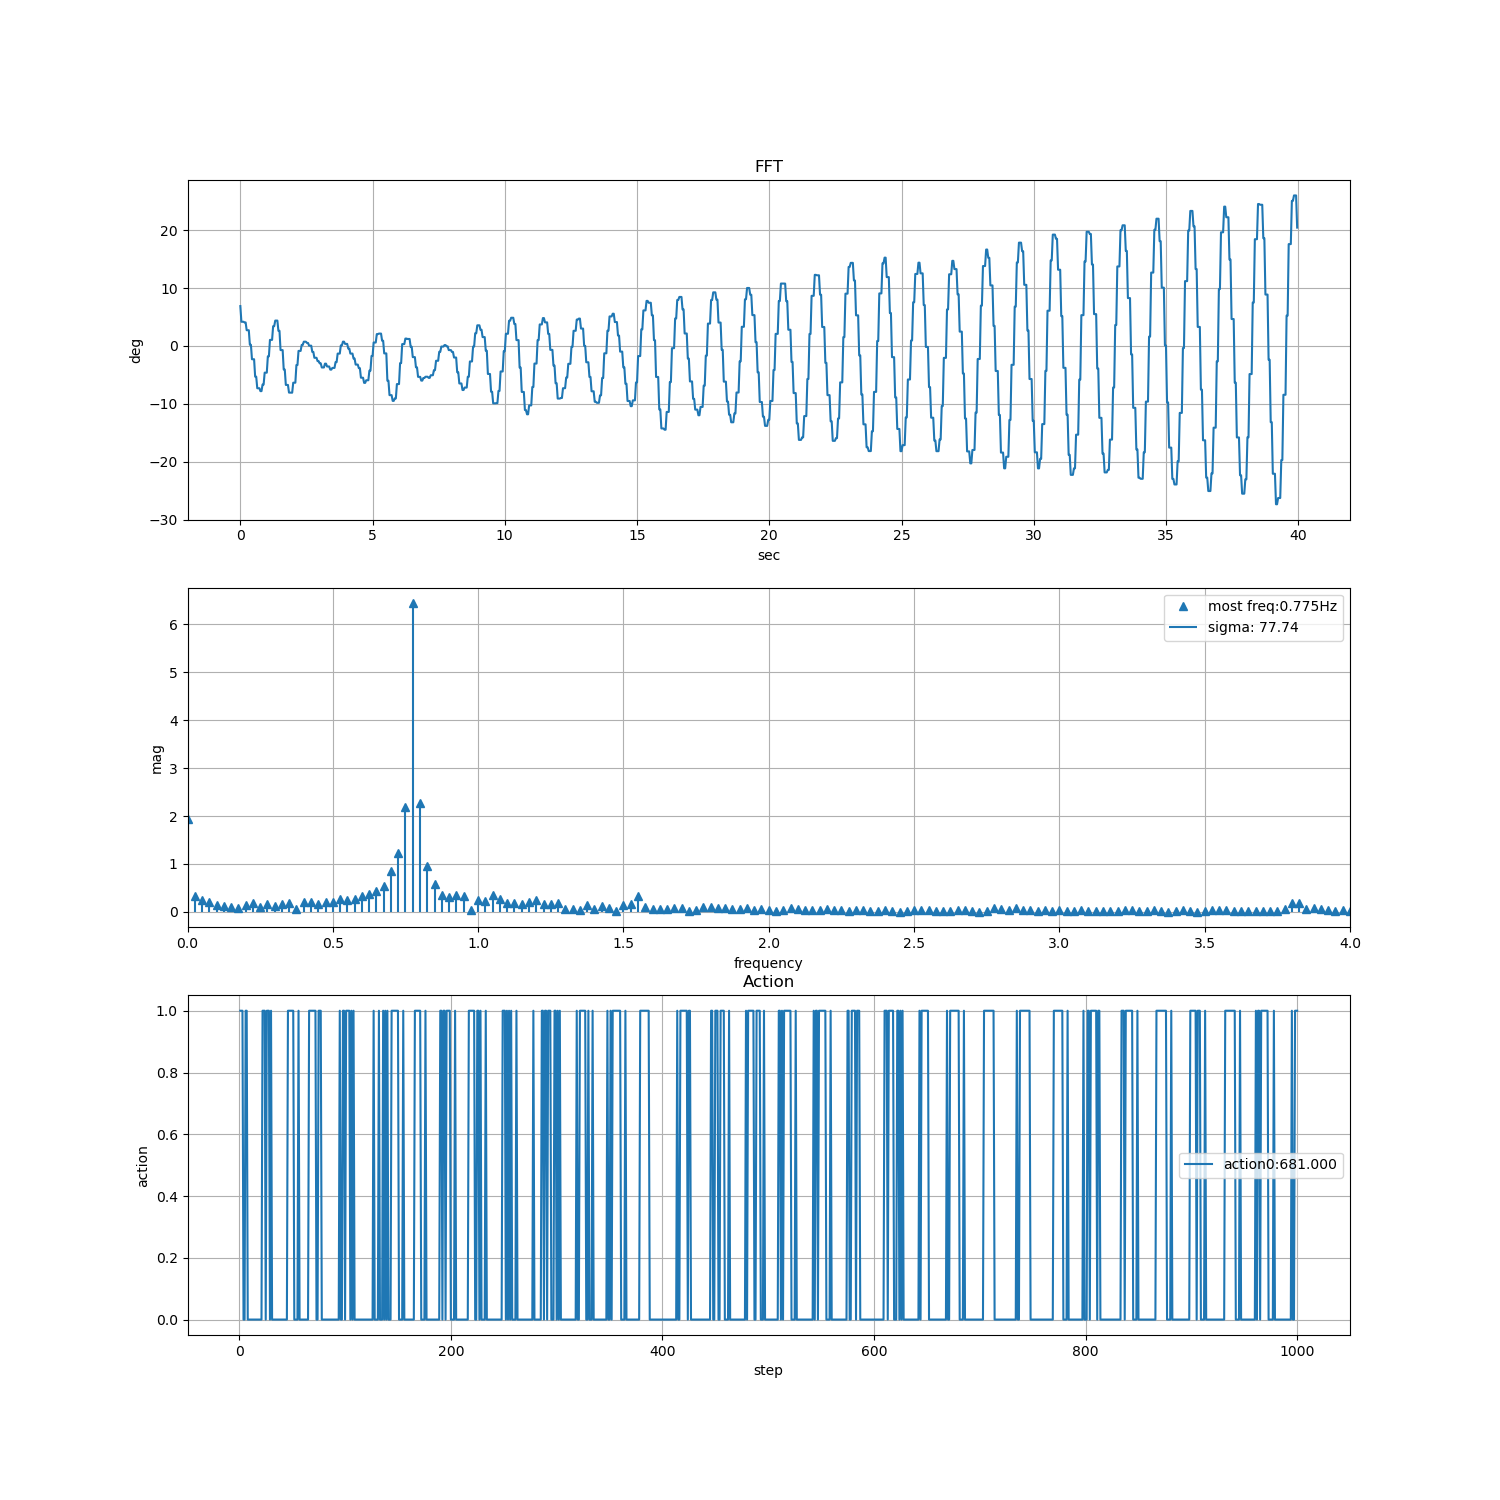 FFT
20
10
0
−10
−20
−30
deg
0 5 10 15 20 25 30 35 40
sec
most freq:0.775Hz
sigma: 77.74
6
5
4
3
2
1
0
mag
0.0 0.5 1.0 1.5 2.0 2.5 3.0 3.5 4.0
frequency
Action
1.0
0.8
0.6
0.4
0.2
0.0
action
action0:681.000
0 200 400 600 800 1000
step